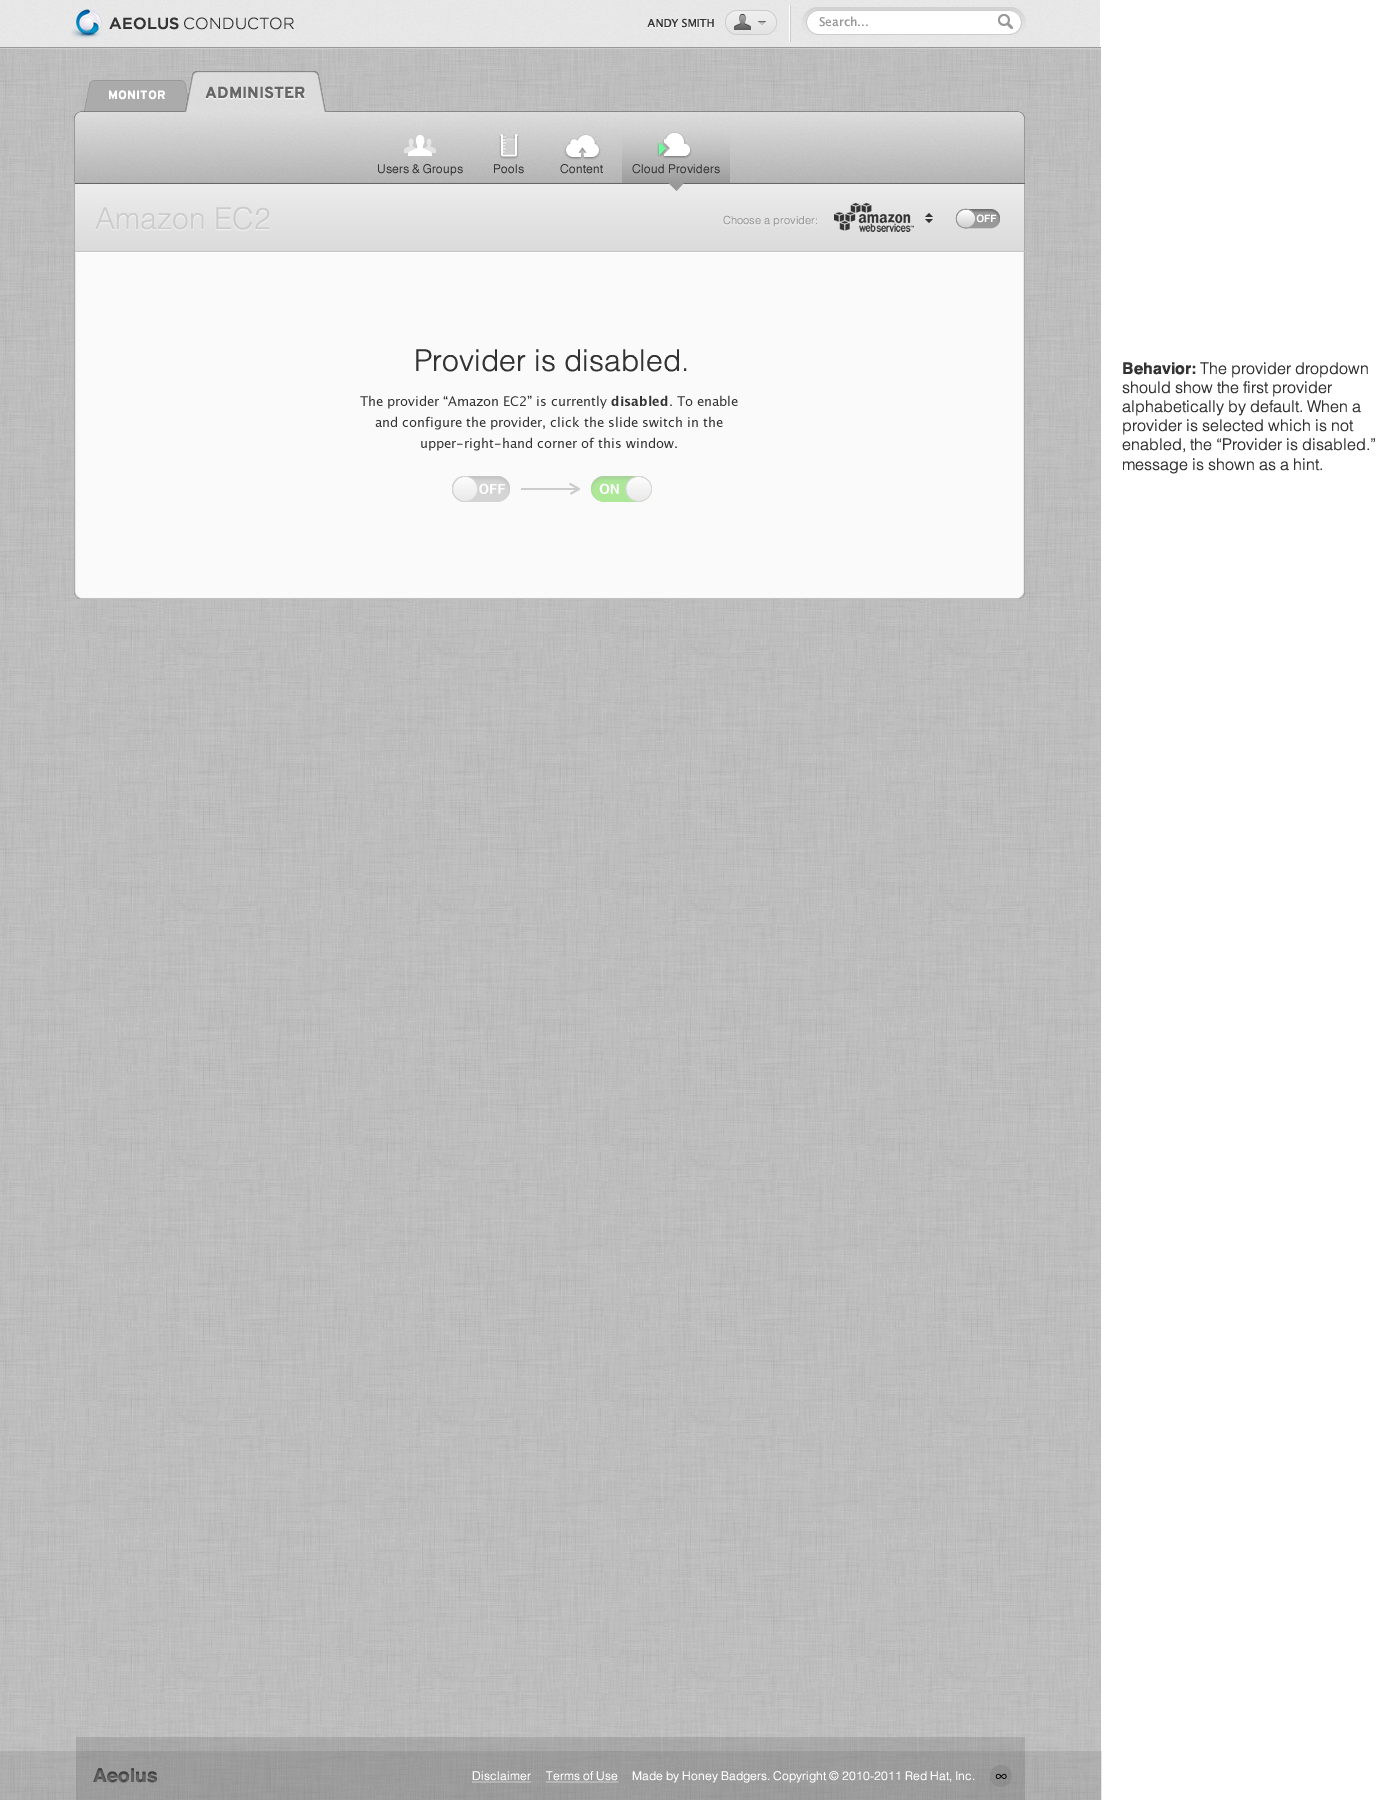 AEOLUS CONDUCTOR
ANDY SMITH
Search...
MONITOR
ADMINISTER
Users & Groups
Pools
Content
Cloud Providers
Amazon EC2
Choose a provider:
amazon
webservices™
OFF
Provider is disabled.
The provider “Amazon EC2” is currently disabled. To enable
and configure the provider, click the slide switch in the
upper-right-hand corner of this window.
OFF
ON
Behavior: The provider dropdown
should show the first provider
alphabetically by default. When a
provider is selected which is not
enabled, the “Provider is disabled.”
message is shown as a hint.
Aeolus
Disclaimer
Terms of Use
Made by Honey Badgers. Copyright © 2010-2011 Red Hat, Inc.
∞